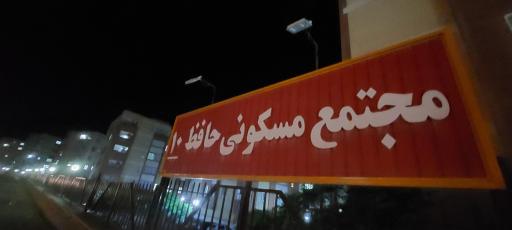 مجتمع مسکونی حافظ ۱۰